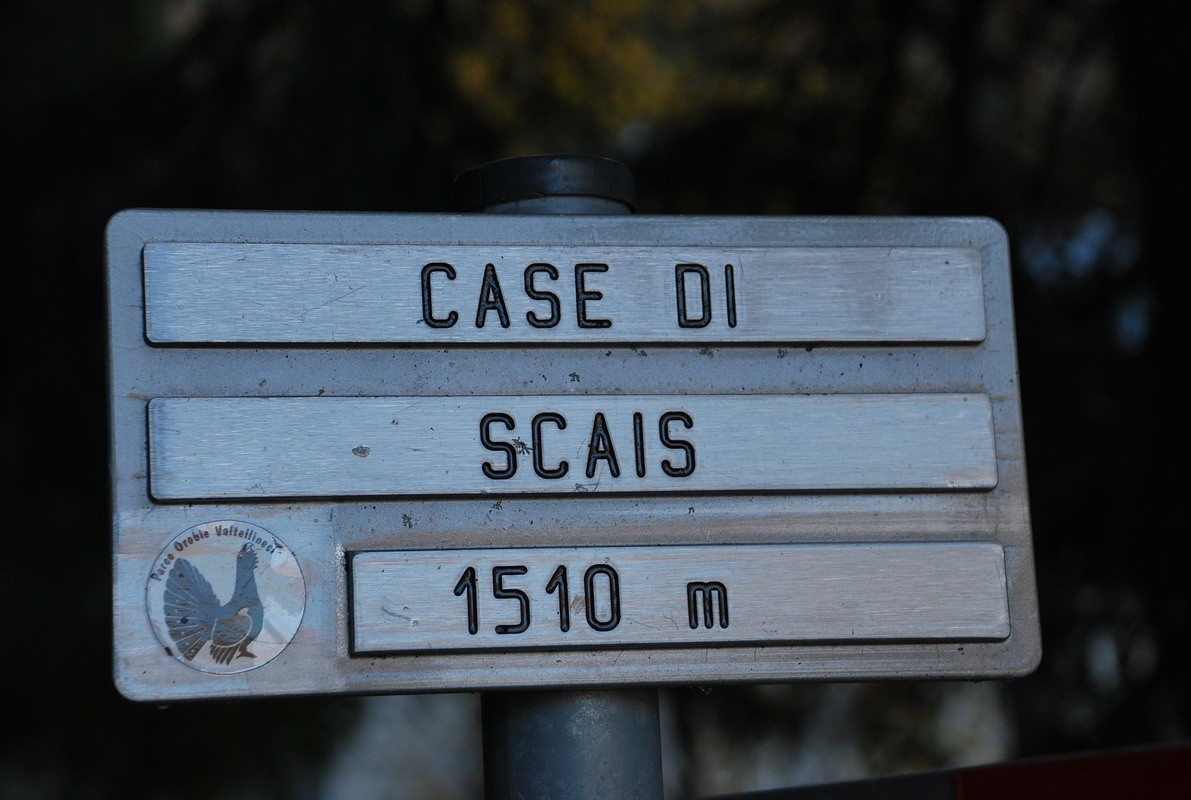 CASE DI
SCAIS
Parco Orobie Valtellinesi
1510 m